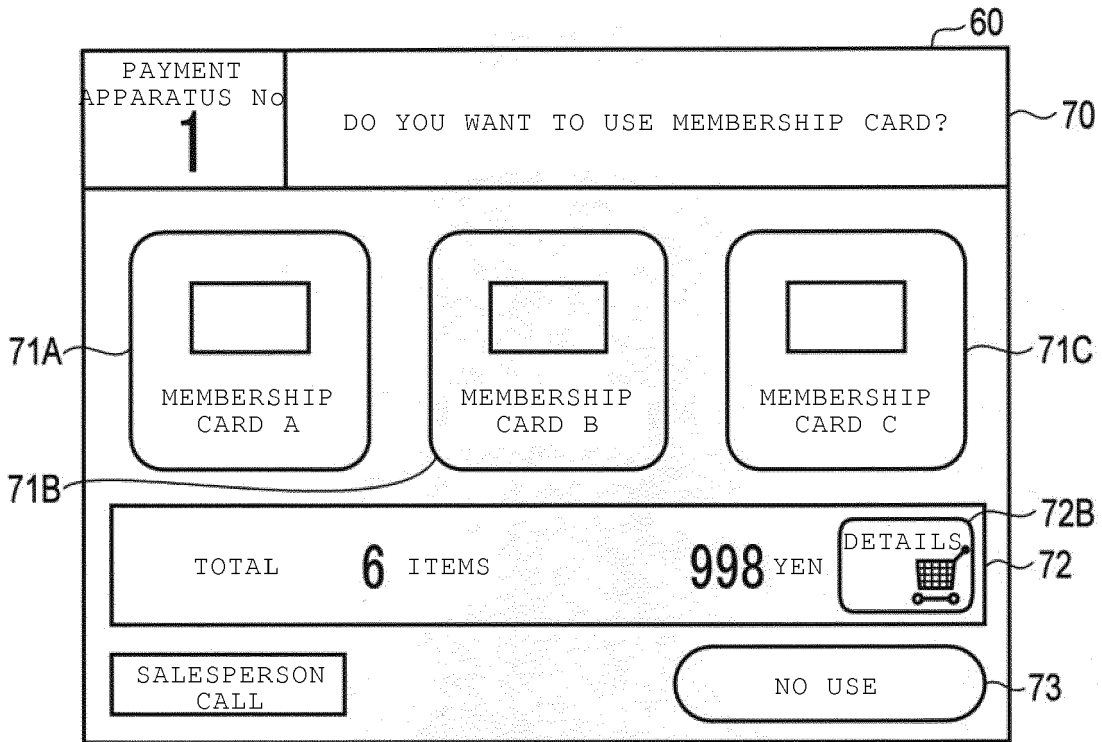 60
PAYMENT
APPARATUS No
1
DO YOU WANT TO USE MEMBERSHIP CARD?
70
71A
MEMBERSHIP
CARD A
MEMBERSHIP
CARD B
MEMBERSHIP
CARD C
71C
71B
72B
TOTAL 6 ITEMS 998 YEN
DETAILS
72
SALESPERSON
CALL
NO USE
73